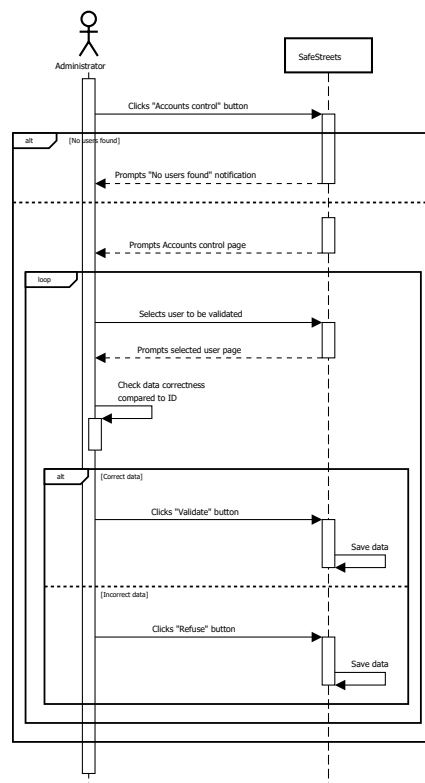 Administrator
SafeStreets
Clicks "Accounts control" button
alt
[No users found]
Prompts "No users found" notification
Prompts Accounts control page
loop
Selects user to be validated
Prompts selected user page
Check data correctness
compared to ID
alt
[Correct data]
Clicks "Validate" button
Save data
[Incorrect data]
Clicks "Refuse" button
Save data